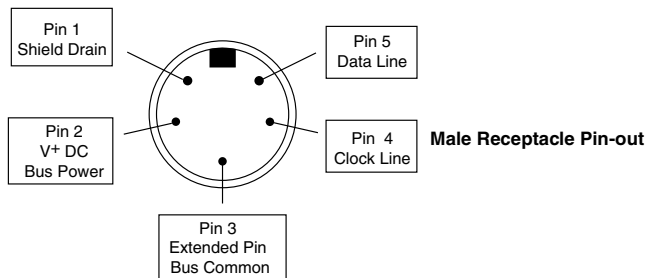 Pin 1
Shield Drain
Pin 5
Data Line
Pin 2
V+ DC
Bus Power
Pin 4
Clock Line
Male Receptacle Pin-out
Pin 3
Extended Pin
Bus Common